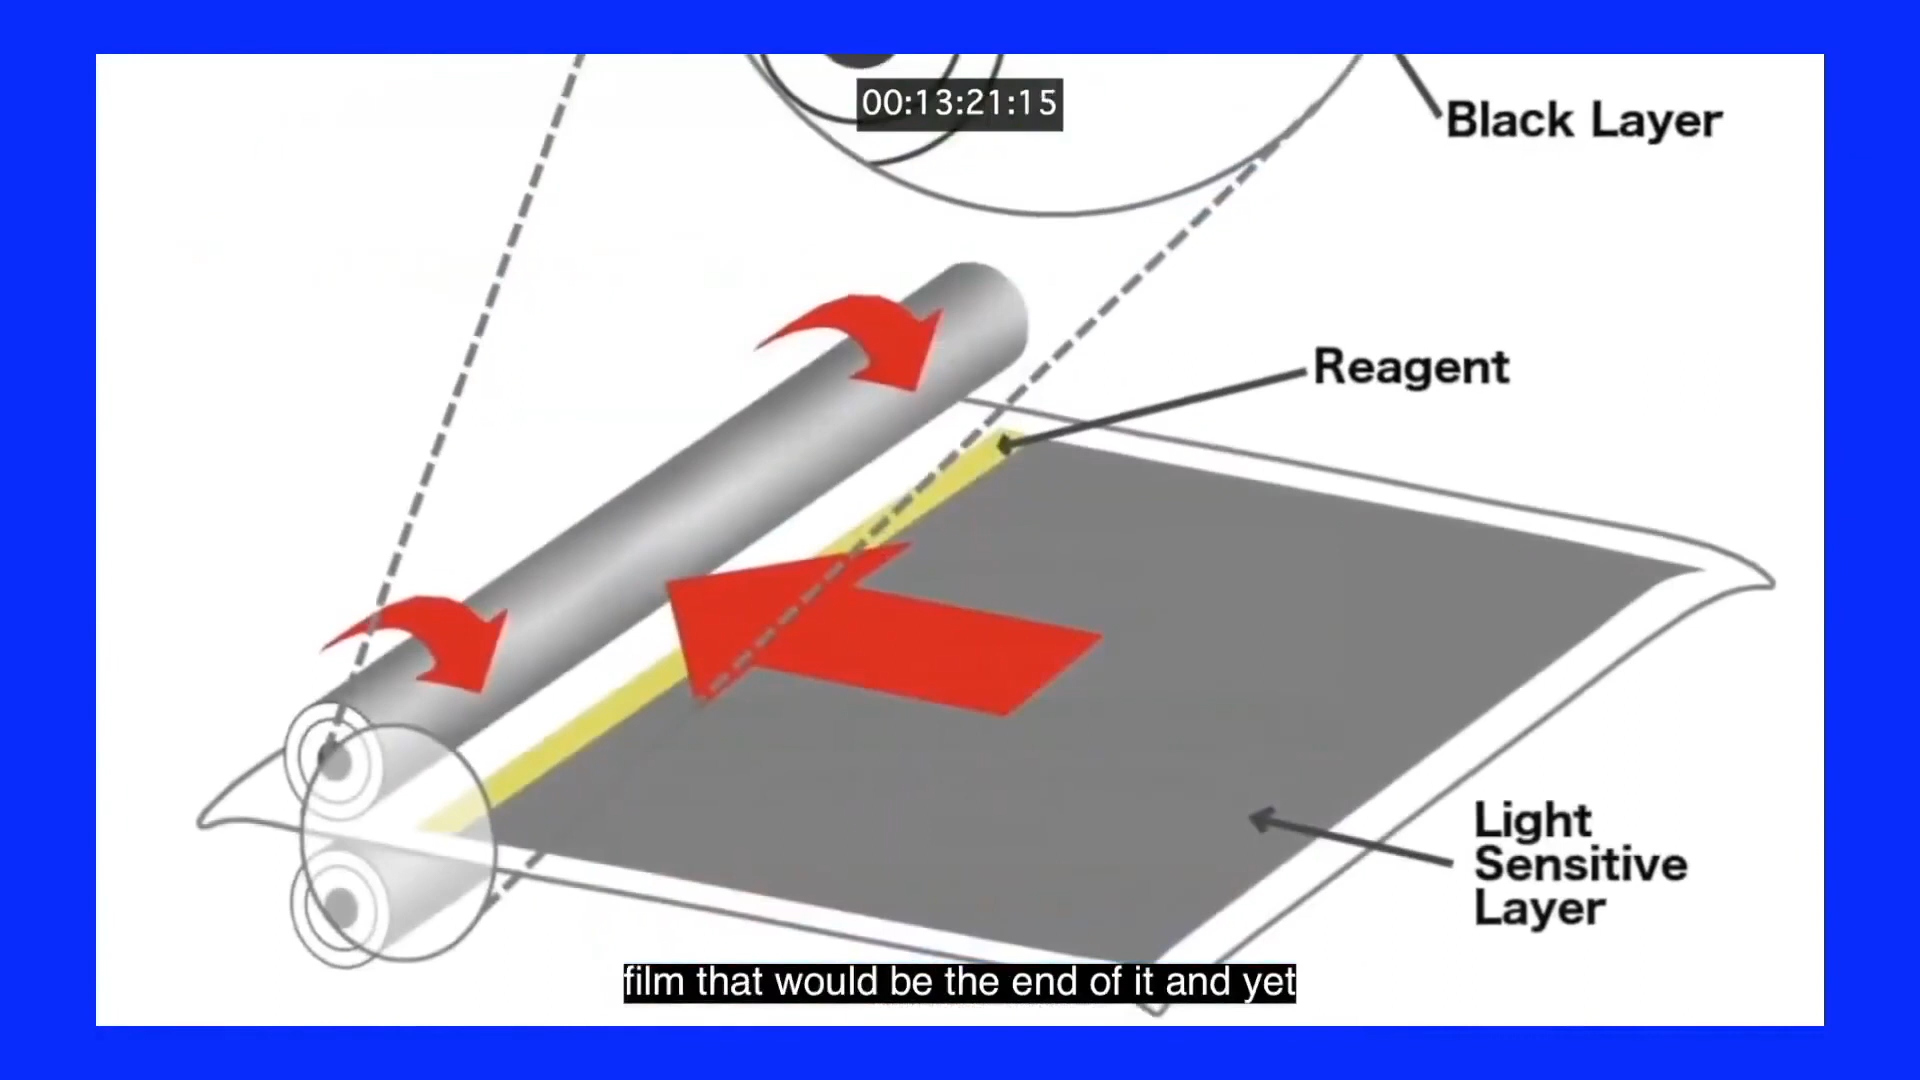 00:13:21:15
Black Layer
Reagent
Light
Sensitive
Layer
film that would be the end of it and yet